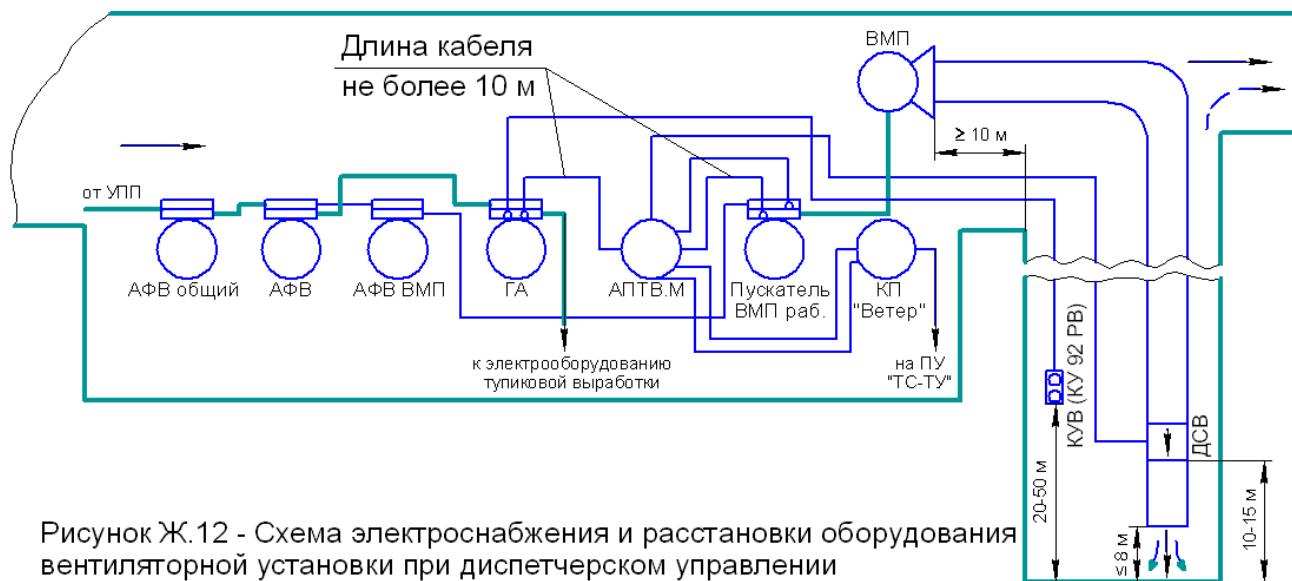 Длина кабеля
не более 10 м
ВМП
≥ 10 м
от УПП
АФВ общий
АФВ
АФВ ВМП
ГА
АПТВ.М
Пускатель
ВМП раб.
КП
"Ветер"
к электрооборудованию
тупиковой выработки
на ПУ
"ТС-ТУ"
КУВ (КУ 92 РВ)
ДСВ
20-50 м
≤ 8 м
10-15 м
Рисунок Ж.12 - Схема электроснабжения и расстановки оборудования
вентиляторной установки при диспетчерском управлении